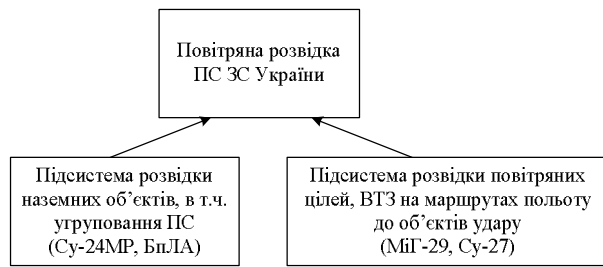 Повітряна розвідка
ПС ЗС України
Підсистема розвідки
наземних об’єктів, в т.ч.
угруповання ПС
(Су-24МР, БпЛА)
Підсистема розвідки повітряних
цілей, ВТЗ на маршрутах польоту
до об’єктів удару
(МіГ-29, Су-27)